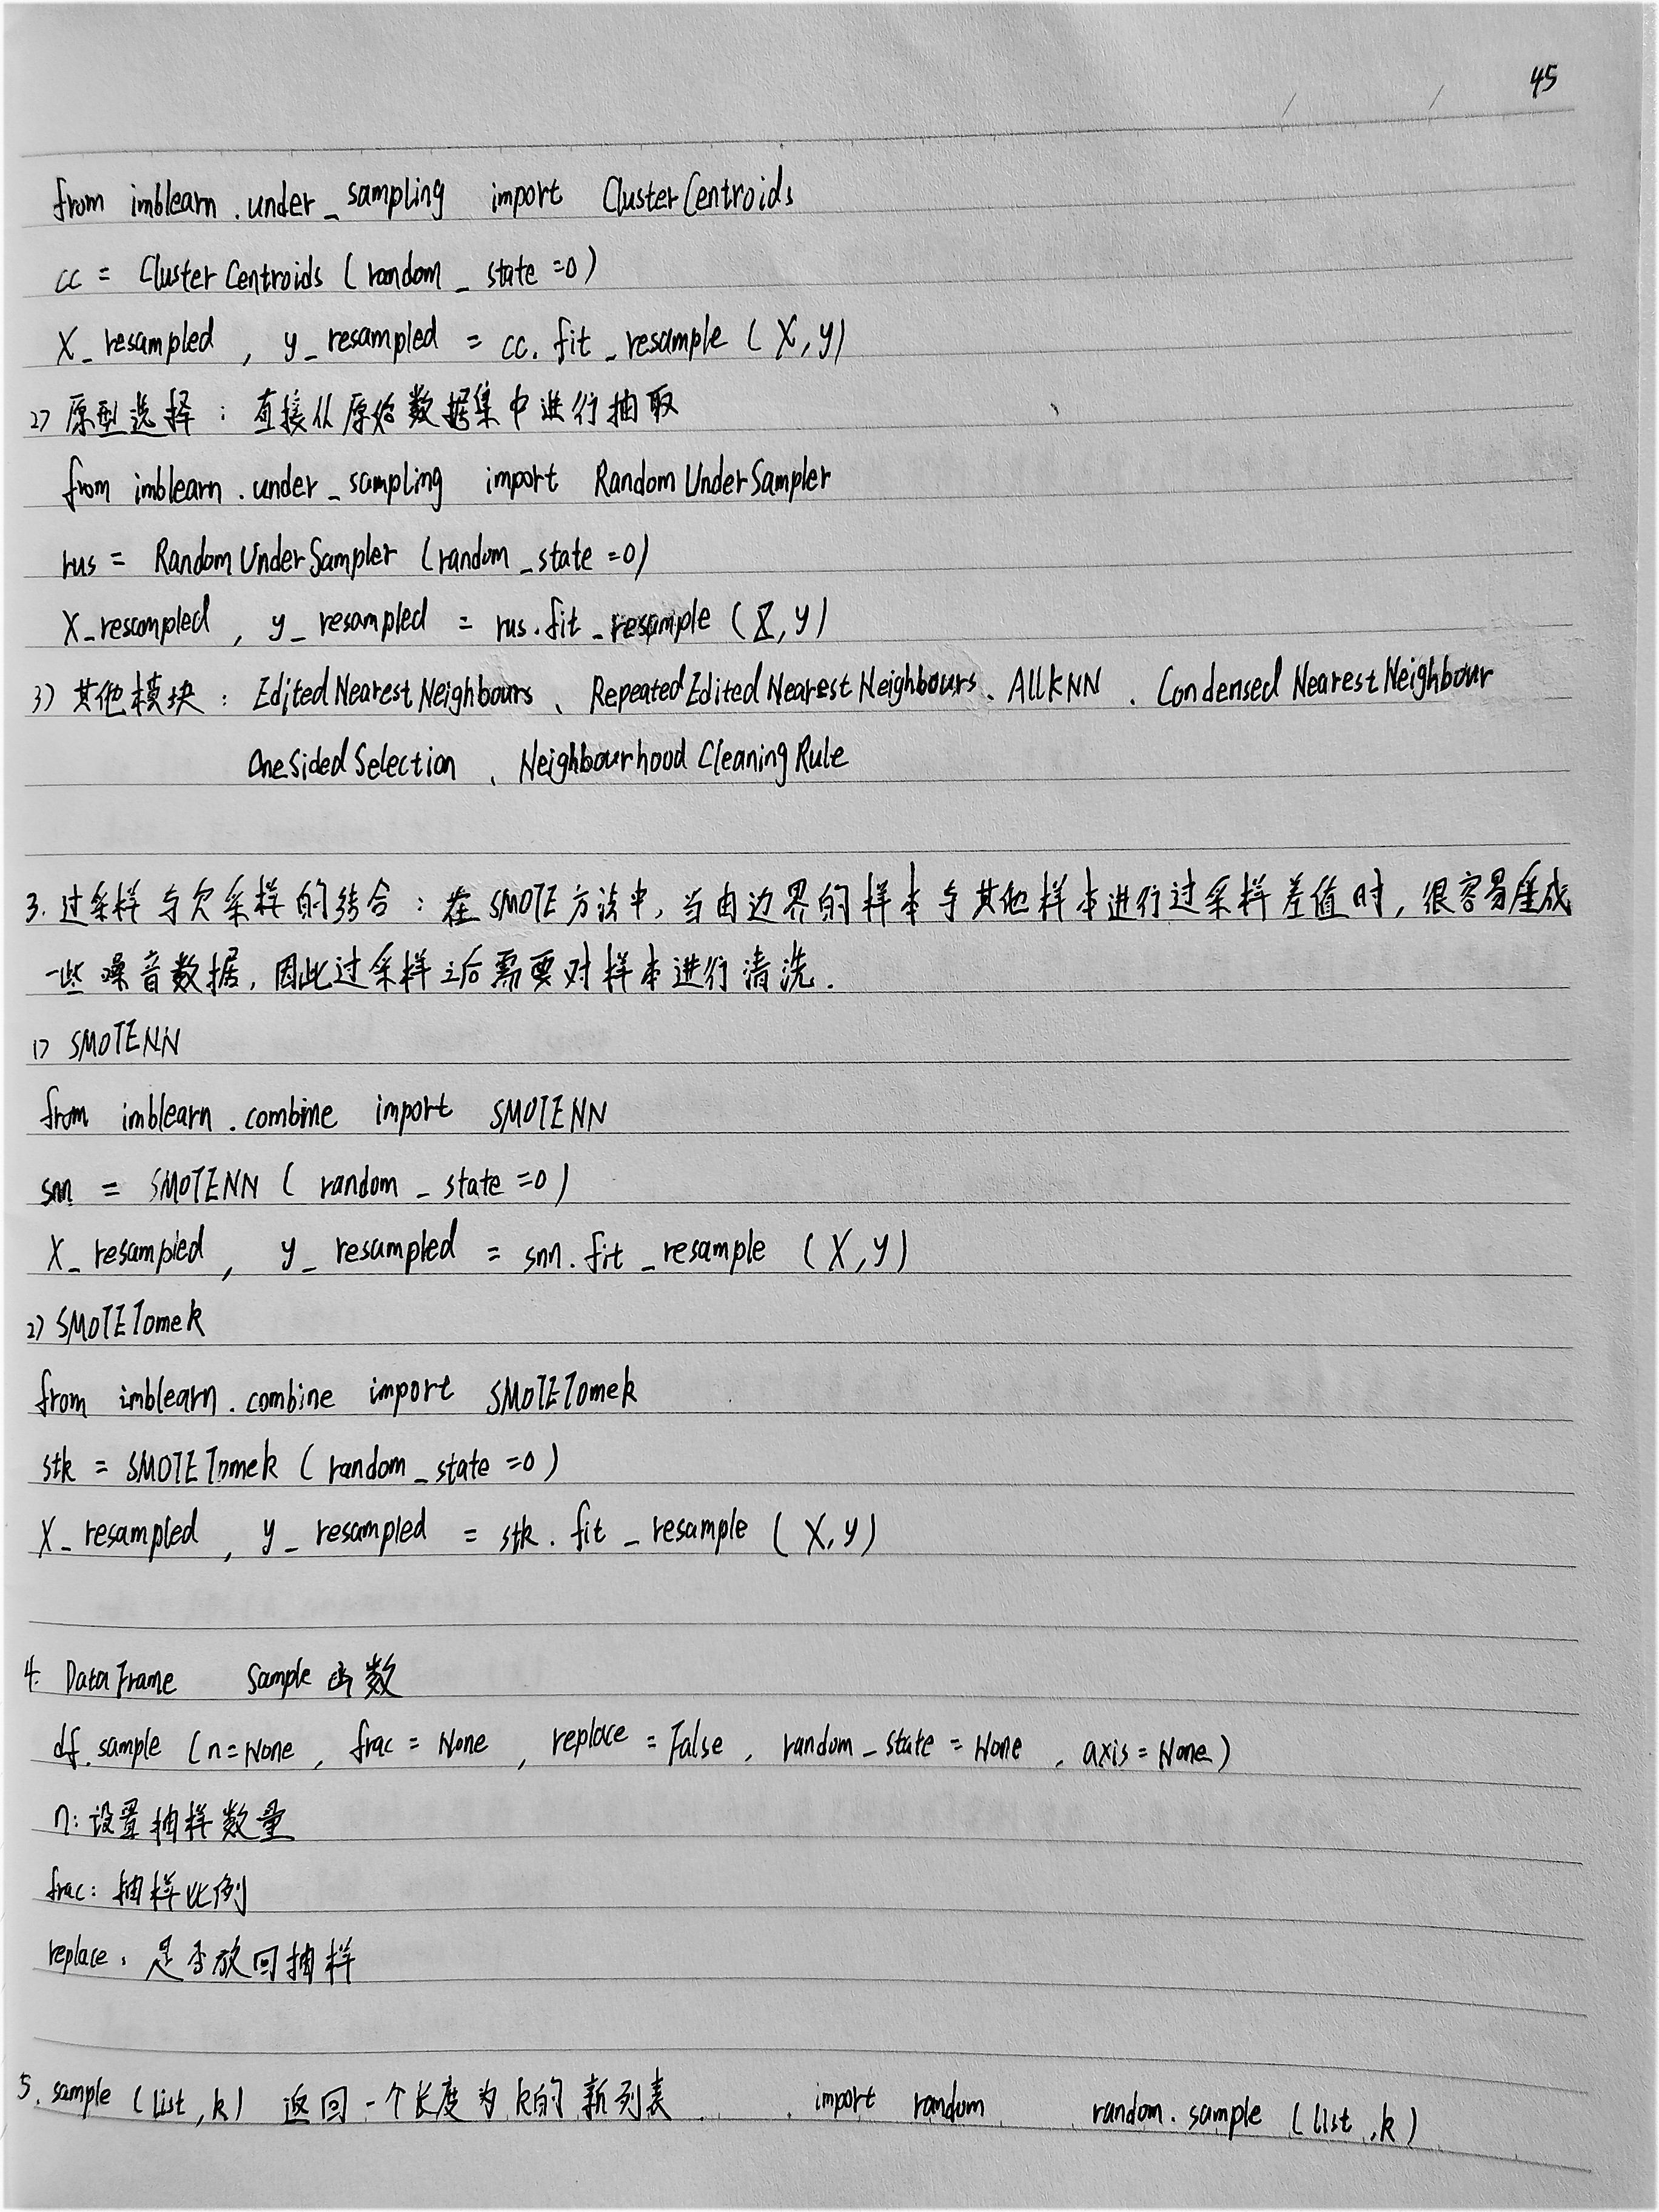 45
from imblearn.under_sampling import ClusterCentroids
cc = ClusterCentroids (random_state=0)
X_resampled , y_resampled = cc.fit_resample (X,y)
2) 原型选择：直接从原始数据集中进行抽取
from imblearn.under_sampling import RandomUnderSampler
rus = RandomUnderSampler (random_state=0)
X_resampled , y_resampled = rus.fit_resample (X,y)
3) 其他模块：EditedNearestNeighbours、RepeatedEditedNearestNeighbours、AllKNN、CondensedNearestNeighbour
OneSidedSelection、NeighbourhoodCleaningRule
3. 过采样与欠采样的结合：在SMOTE方法中，当由边界的样本与其他样本进行过采样差值时，很容易生成
一些噪音数据，因此过采样之后需要对样本进行清洗.
1) SMOTENN
from imblearn.combine import SMOTENN
snn = SMOTENN (random_state=0)
X_resampled , y_resampled = snn.fit_resample (X,y)
2) SMOTETomek
from imblearn.combine import SMOTETomek
stk = SMOTETomek (random_state=0)
X_resampled , y_resampled = stk.fit_resample (X,y)
4. DataFrame Sample函数
df.sample (n=None , frac=None , replace=False , random_state=None , axis=None)
n: 设置抽样数量
frac: 抽样比例
replace: 是否放回抽样
5. sample (list,k) 返回一个长度为k的新列表 import random random.sample (list,k)